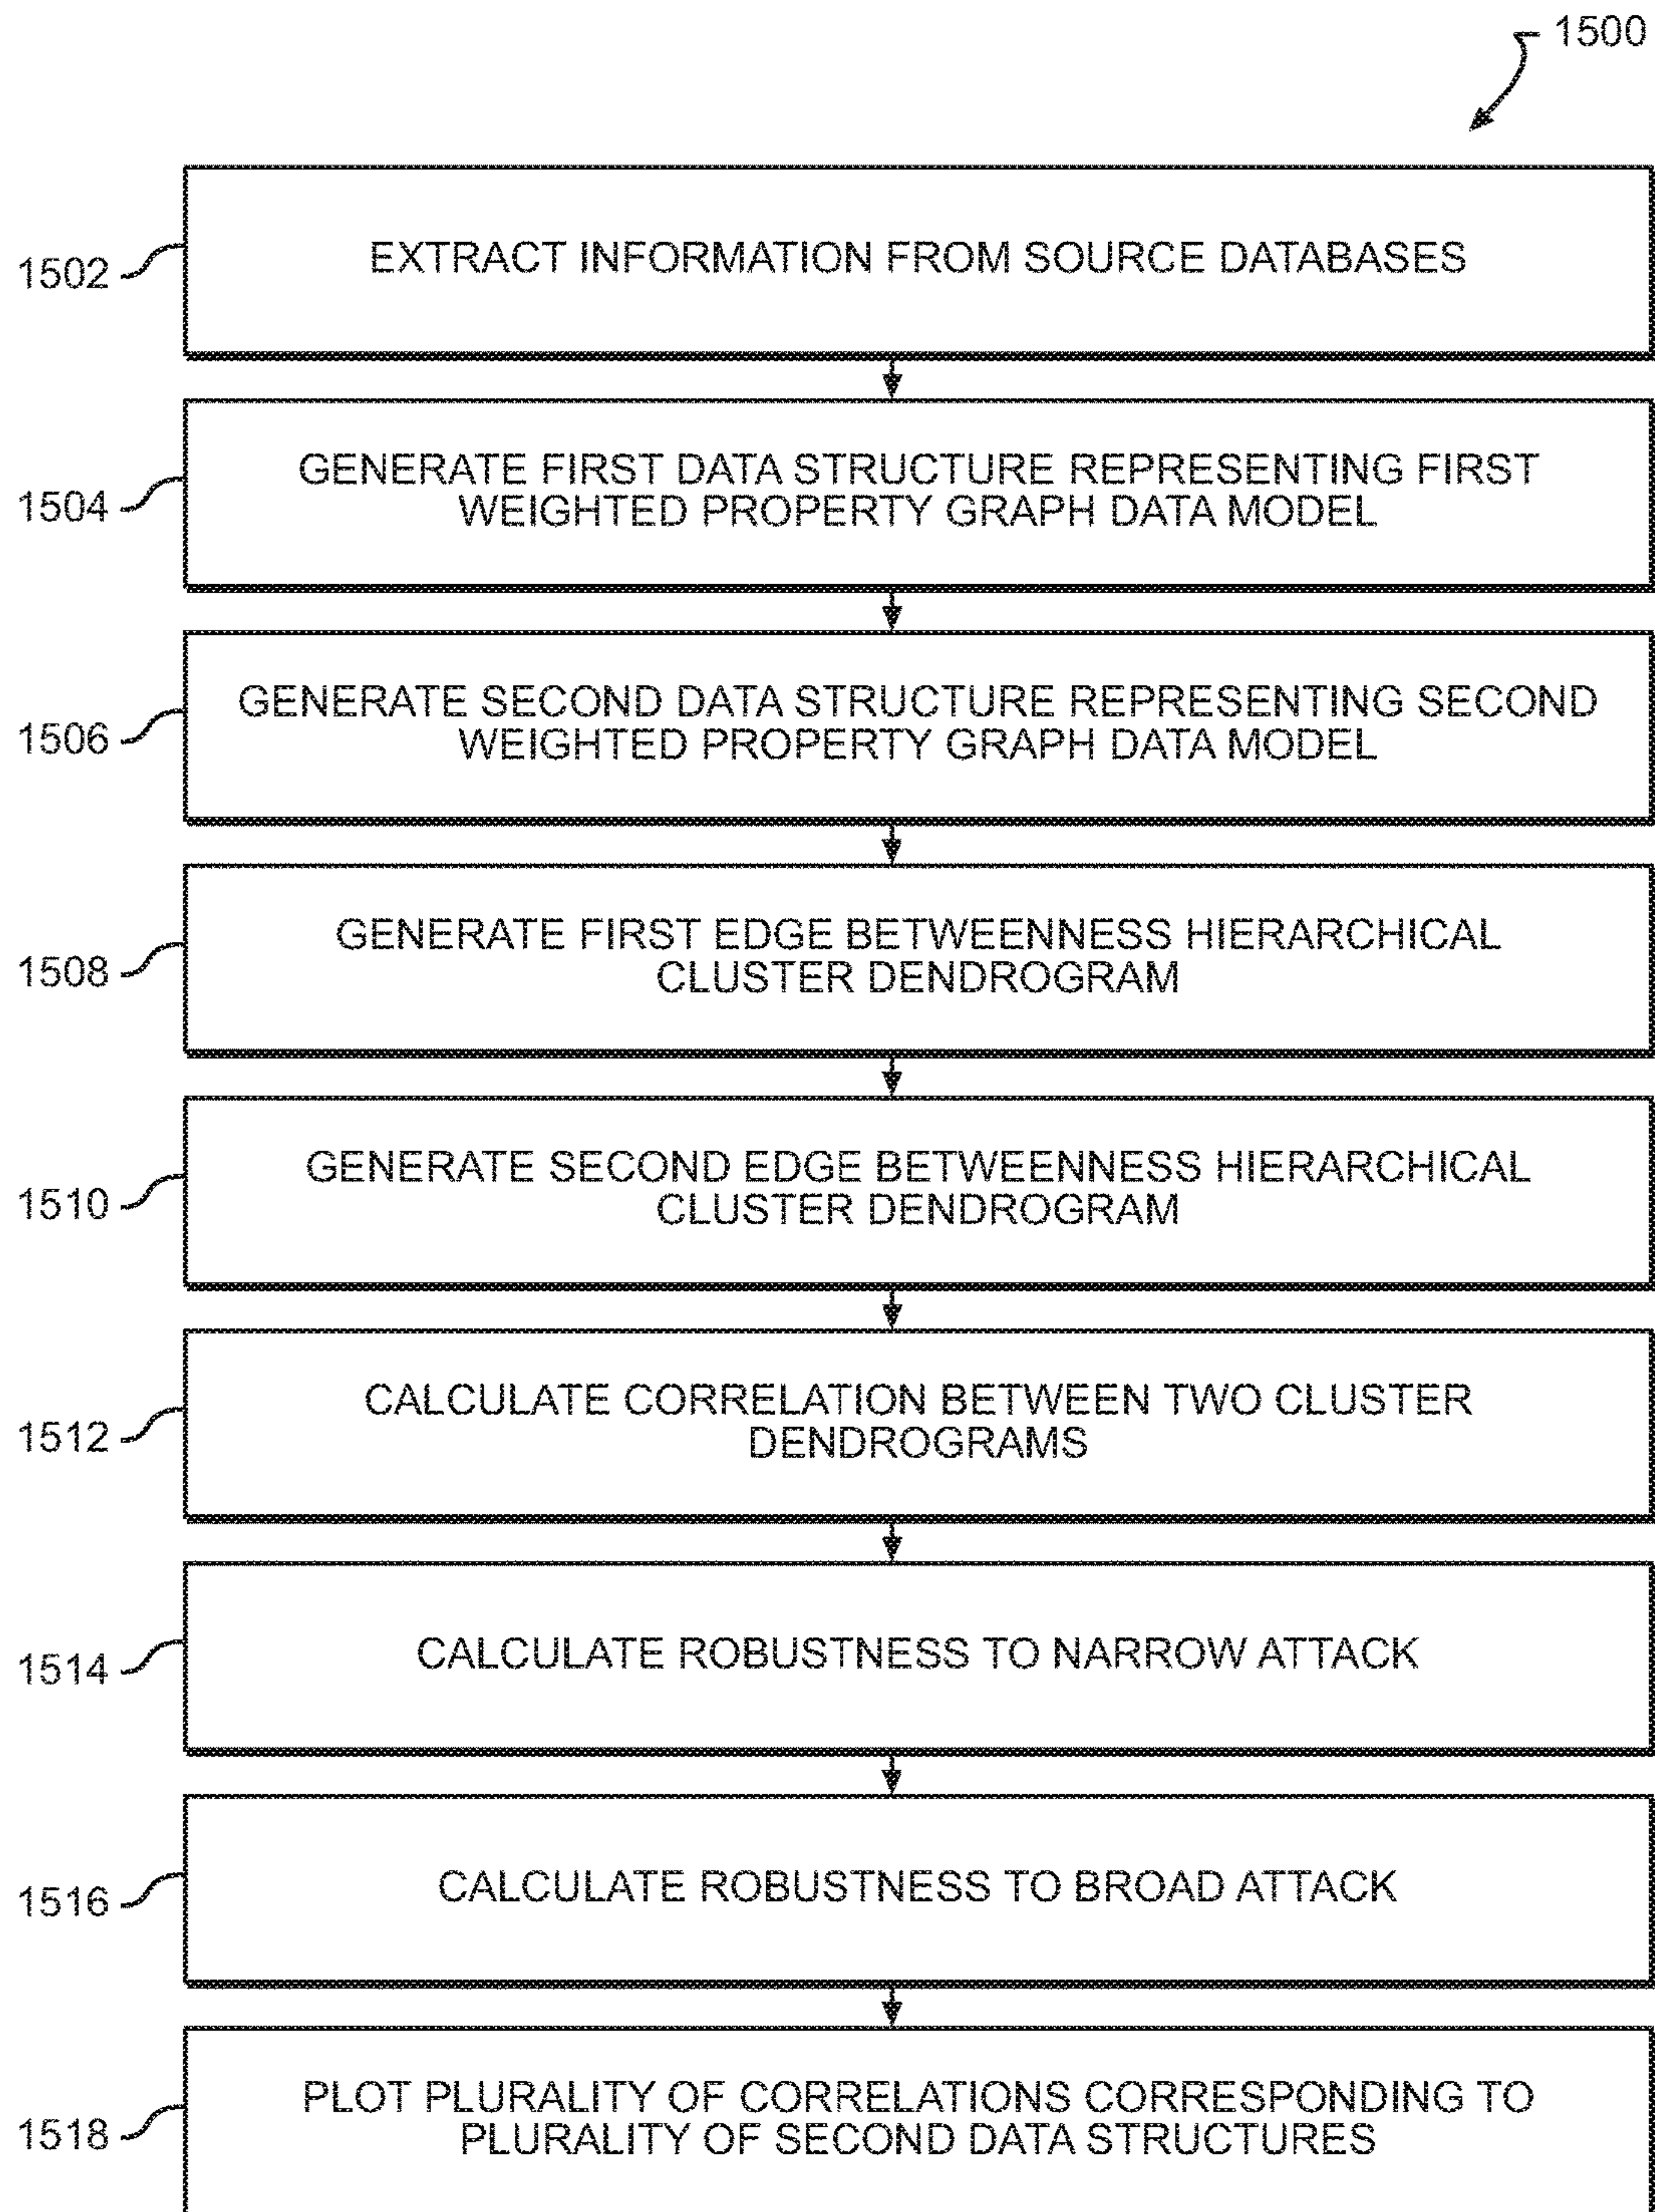 1500
1502
EXTRACT INFORMATION FROM SOURCE DATABASES
1504
GENERATE FIRST DATA STRUCTURE REPRESENTING FIRST
WEIGHTED PROPERTY GRAPH DATA MODEL
1506
GENERATE SECOND DATA STRUCTURE REPRESENTING SECOND
WEIGHTED PROPERTY GRAPH DATA MODEL
1508
GENERATE FIRST EDGE BETWEENNESS HIERARCHICAL
CLUSTER DENDROGRAM
1510
GENERATE SECOND EDGE BETWEENNESS HIERARCHICAL
CLUSTER DENDROGRAM
1512
CALCULATE CORRELATION BETWEEN TWO CLUSTER
DENDROGRAMS
1514
CALCULATE ROBUSTNESS TO NARROW ATTACK
1516
CALCULATE ROBUSTNESS TO BROAD ATTACK
1518
PLOT PLURALITY OF CORRELATIONS CORRESPONDING TO
PLURALITY OF SECOND DATA STRUCTURES